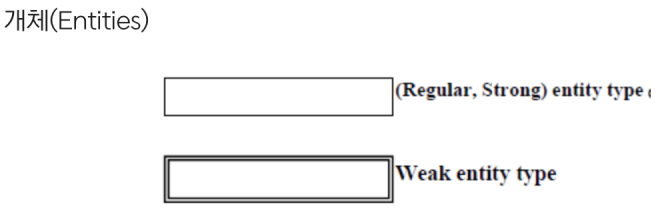 개체(Entities)
(Regular, Strong) entity type
Weak entity type